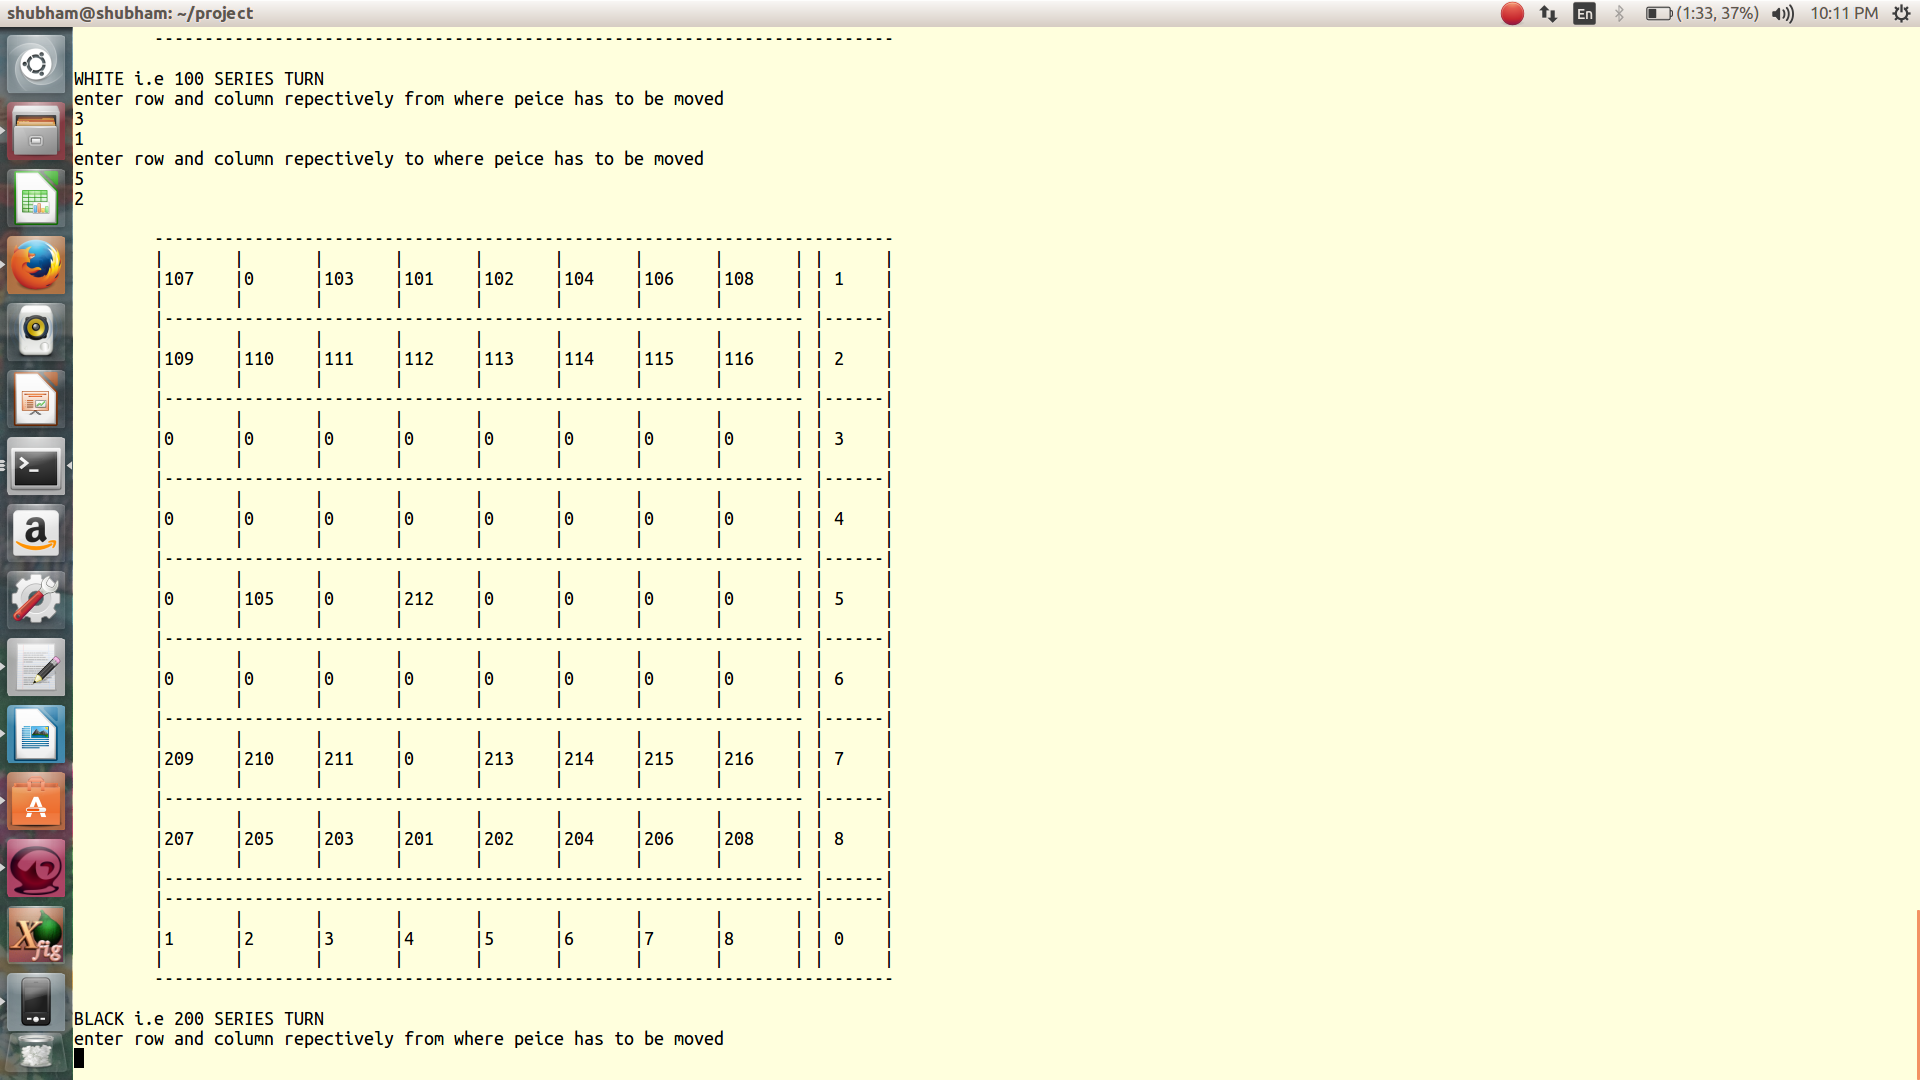 shubham@shubham: ~/project En (1:33, 37%) 10:11 PM
WHITE i.e 100 SERIES TURN
enter row and column repectively from where peice has to be moved
3
1
enter row and column repectively to where peice has to be moved
5
2
107 0 103 101 102 104 106 108 1
109 110 111 112 113 114 115 116 2
0 0 0 0 0 0 0 0 3
0 0 0 0 0 0 0 0 4
0 105 0 212 0 0 0 0 5
0 0 0 0 0 0 0 0 6
209 210 211 0 213 214 215 216 7
207 205 203 201 202 204 206 208 8
1 2 3 4 5 6 7 8 0
BLACK i.e 200 SERIES TURN
enter row and column repectively from where peice has to be moved
a
A
X
fig